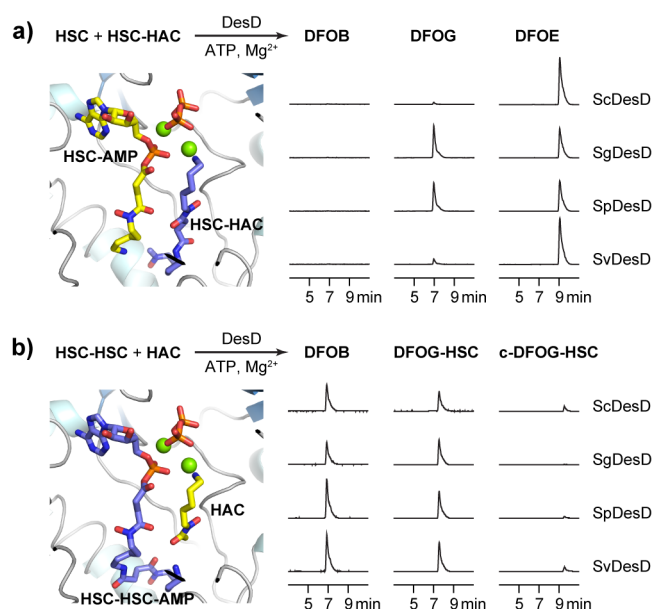 a) HSC + HSC-HAC DesD ATP, Mg²⁺ DFOB DFOG DFOE
HSC-AMP
HSC-HAC
ScDesD
SgDesD
SpDesD
SvDesD
5 7 9 min 5 7 9 min 5 7 9 min
b) HSC-HSC + HAC DesD ATP, Mg²⁺ DFOB DFOG-HSC c-DFOG-HSC
HAC
HSC-HSC-AMP
ScDesD
SgDesD
SpDesD
SvDesD
5 7 9 min 5 7 9 min 5 7 9 min